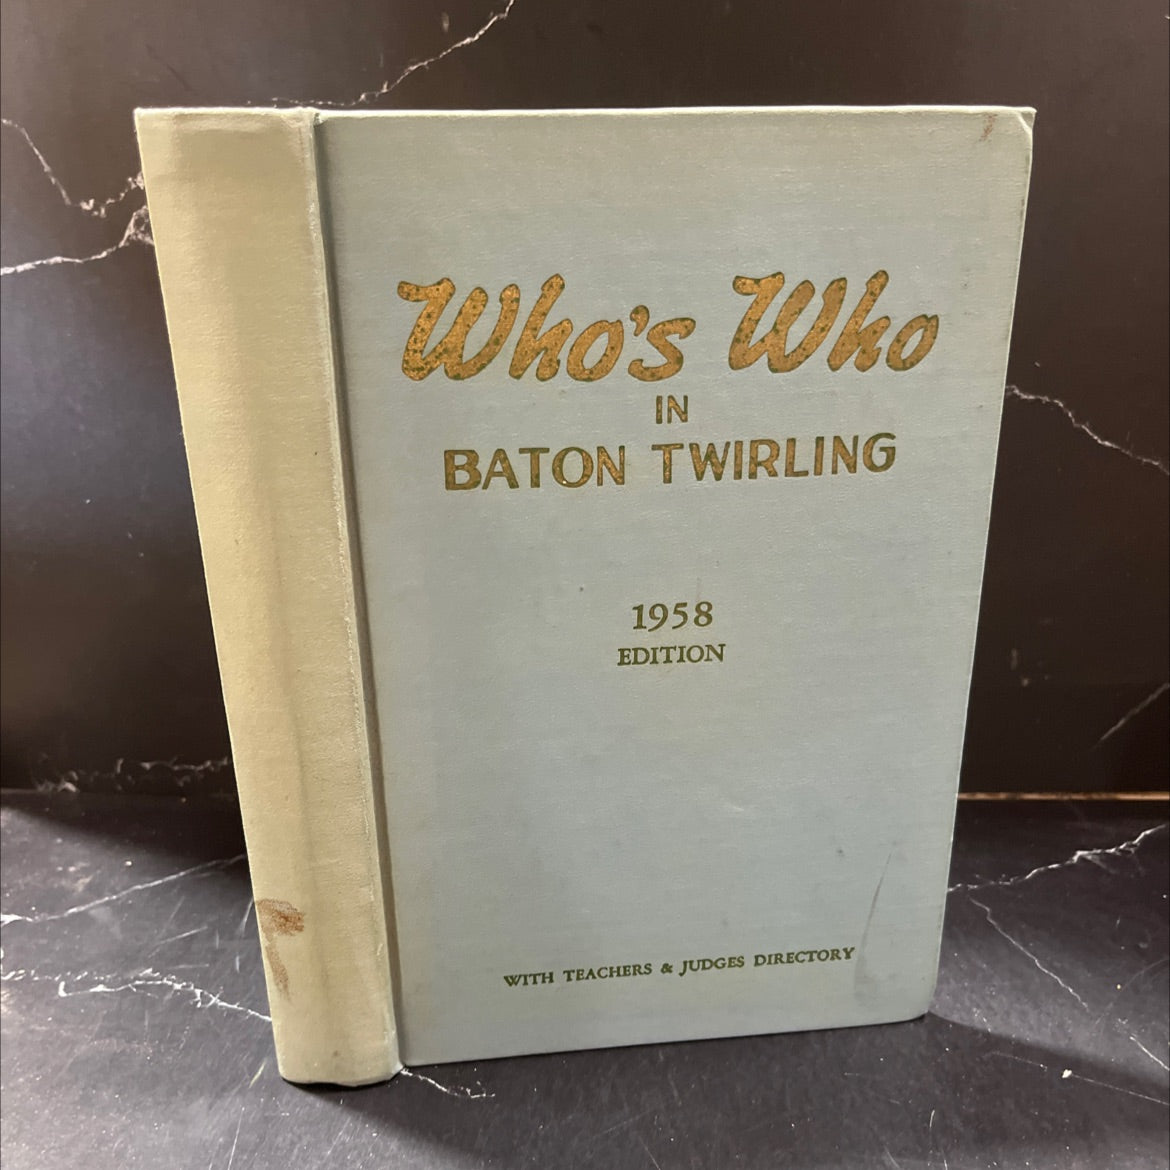 Who's Who
IN
BATON TWIRLING
1958
EDITION
WITH TEACHERS & JUDGES DIRECTORY